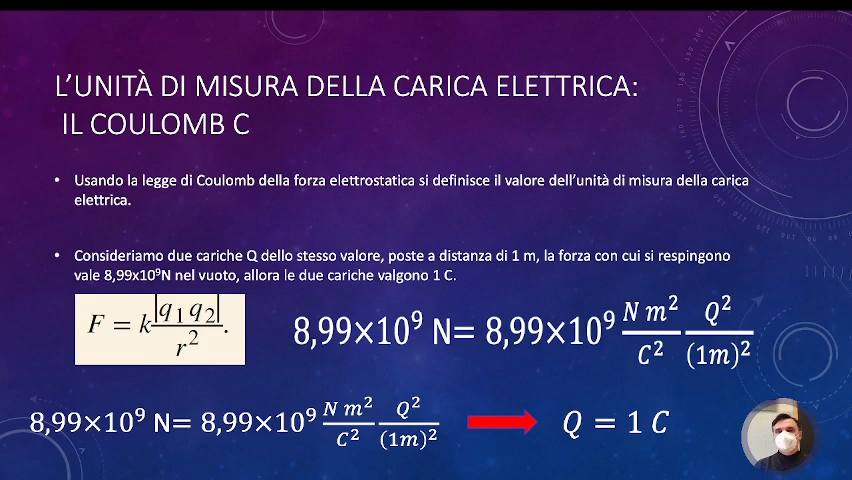 L'UNITÀ DI MISURA DELLA CARICA ELETTRICA:
IL COULOMB C
• Usando la legge di Coulomb della forza elettrostatica si definisce il valore dell'unità di misura della carica
elettrica.
• Consideriamo due cariche Q dello stesso valore, poste a distanza di 1 m, la forza con cui si respingono
vale 8,99x10⁹N nel vuoto, allora le due cariche valgono 1 C.
F = k|q₁ q₂|/r².
8,99×10⁹ N= 8,99×10⁹ N m²/C² Q²/(1m)²
8,99×10⁹ N= 8,99×10⁹ N m²/C² Q²/(1m)² Q = 1 C